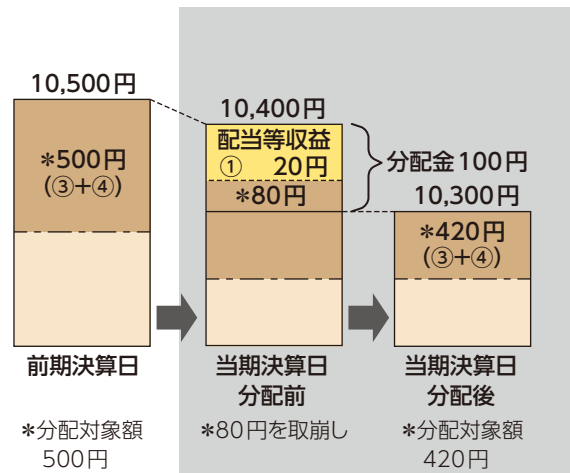 10,500円
*500円
(③+④)
10,400円
配当等収益
① 20円
*80円
分配金100円
10,300円
*420円
(③+④)
前期決算日
当期決算日
分配前
当期決算日
分配後
*分配対象額
500円
*80円を取崩し
*分配対象額
420円